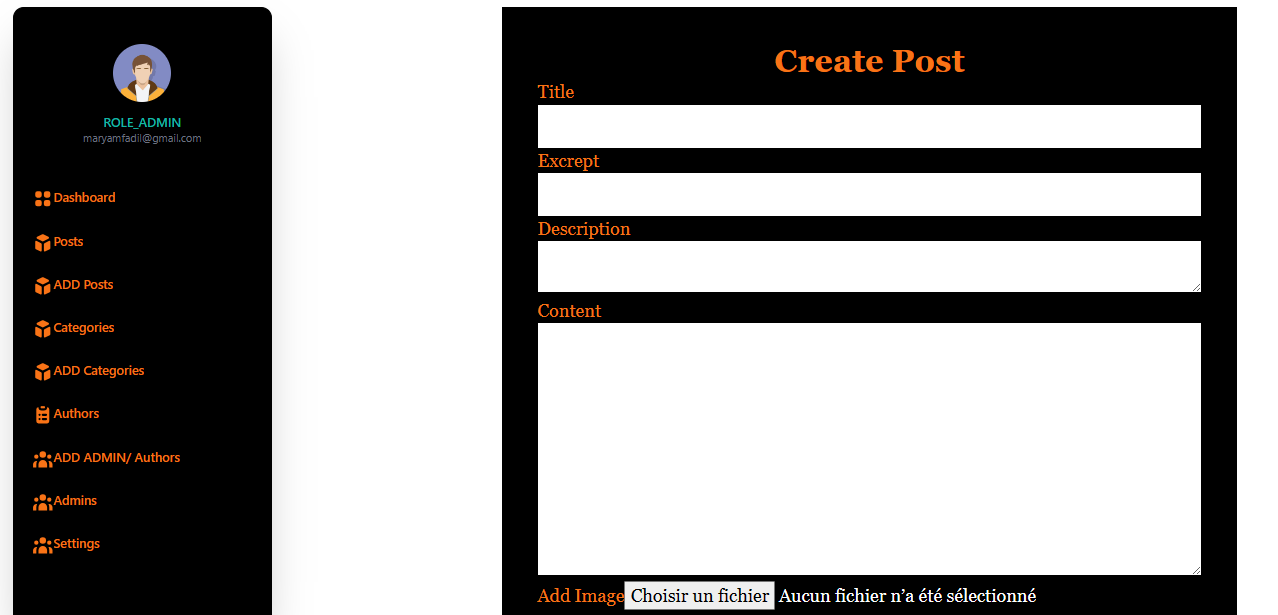 ROLE_ADMIN
maryamfadil@gmail.com
Dashboard
Posts
ADD Posts
Categories
ADD Categories
Authors
ADD ADMIN/ Authors
Admins
Settings
Create Post
Title
Excrept
Description
Content
Add Image Choisir un fichier Aucun fichier n’a été sélectionné